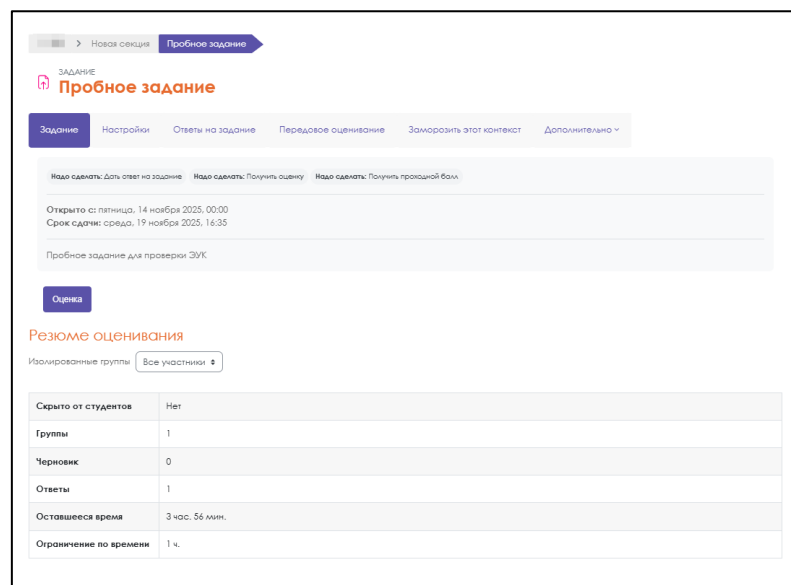 Новая секция Пробное задание
ЗАДАНИЕ
Пробное задание
Задание Настройки Ответы на задание Передовое оценивание Заморозить этот контекст Дополнительно
Надо сделать: Дать ответ на задание Надо сделать: Получить оценку Надо сделать: Получить проходной балл
Открыто с: пятница, 14 ноября 2025, 00:00
Срок сдачи: среда, 19 ноября 2025, 16:35
Пробное задание для проверки ЭУК
Оценка
Резюме оценивания
Изолированные группы Все участники
Скрыто от студентов Нет
Группы 1
Черновик 0
Ответы 1
Оставшееся время 3 час. 56 мин.
Ограничение по времени 1 ч.